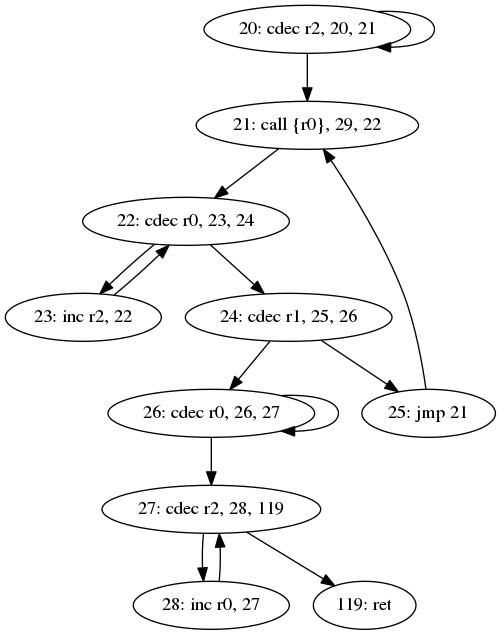 20: cdec r2, 20, 21
21: call {r0}, 29, 22
22: cdec r0, 23, 24
23: inc r2, 22
24: cdec r1, 25, 26
26: cdec r0, 26, 27
25: jmp 21
27: cdec r2, 28, 119
28: inc r0, 27
119: ret